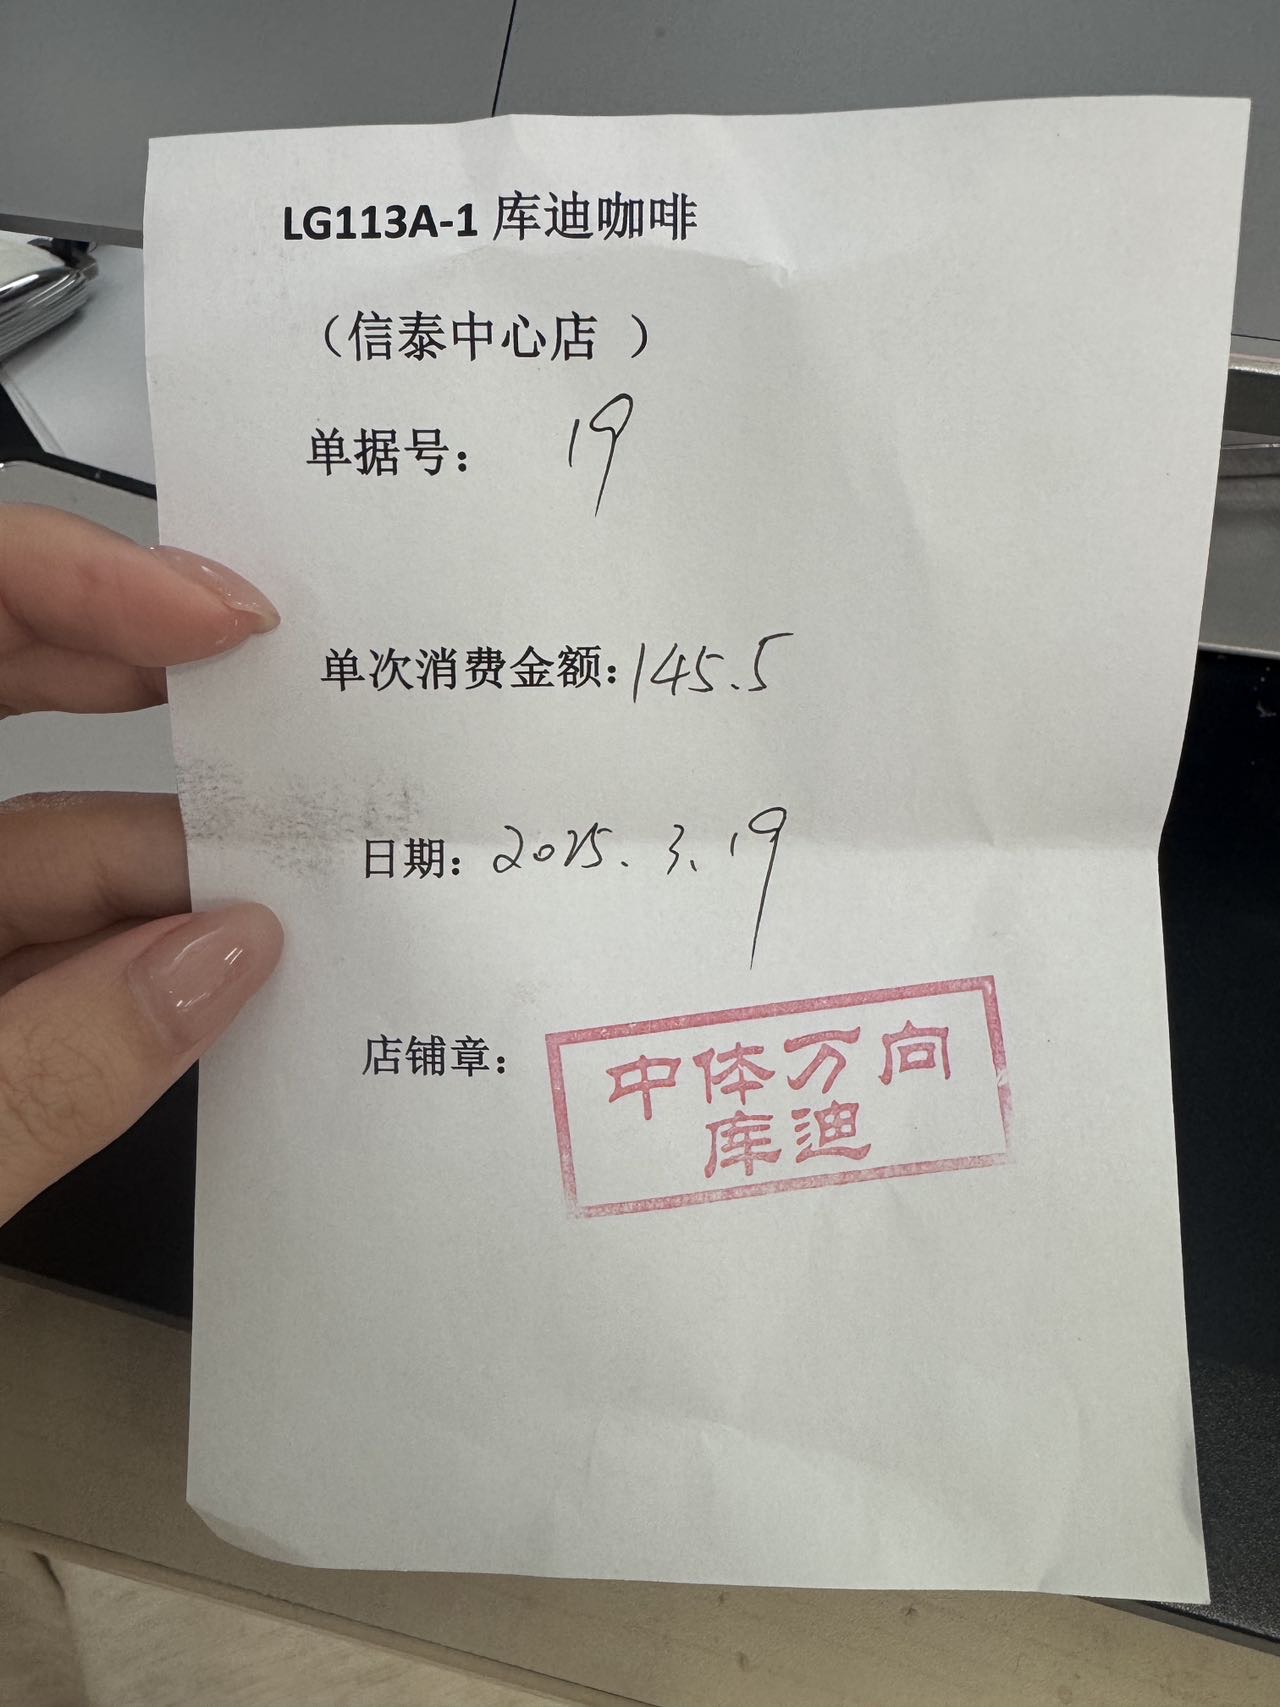 LG113A-1 库迪咖啡
（信泰中心店 ）
单据号： 19
单次消费金额：145.5
日期：2025.3.19
店铺章：
中体万向
库迪